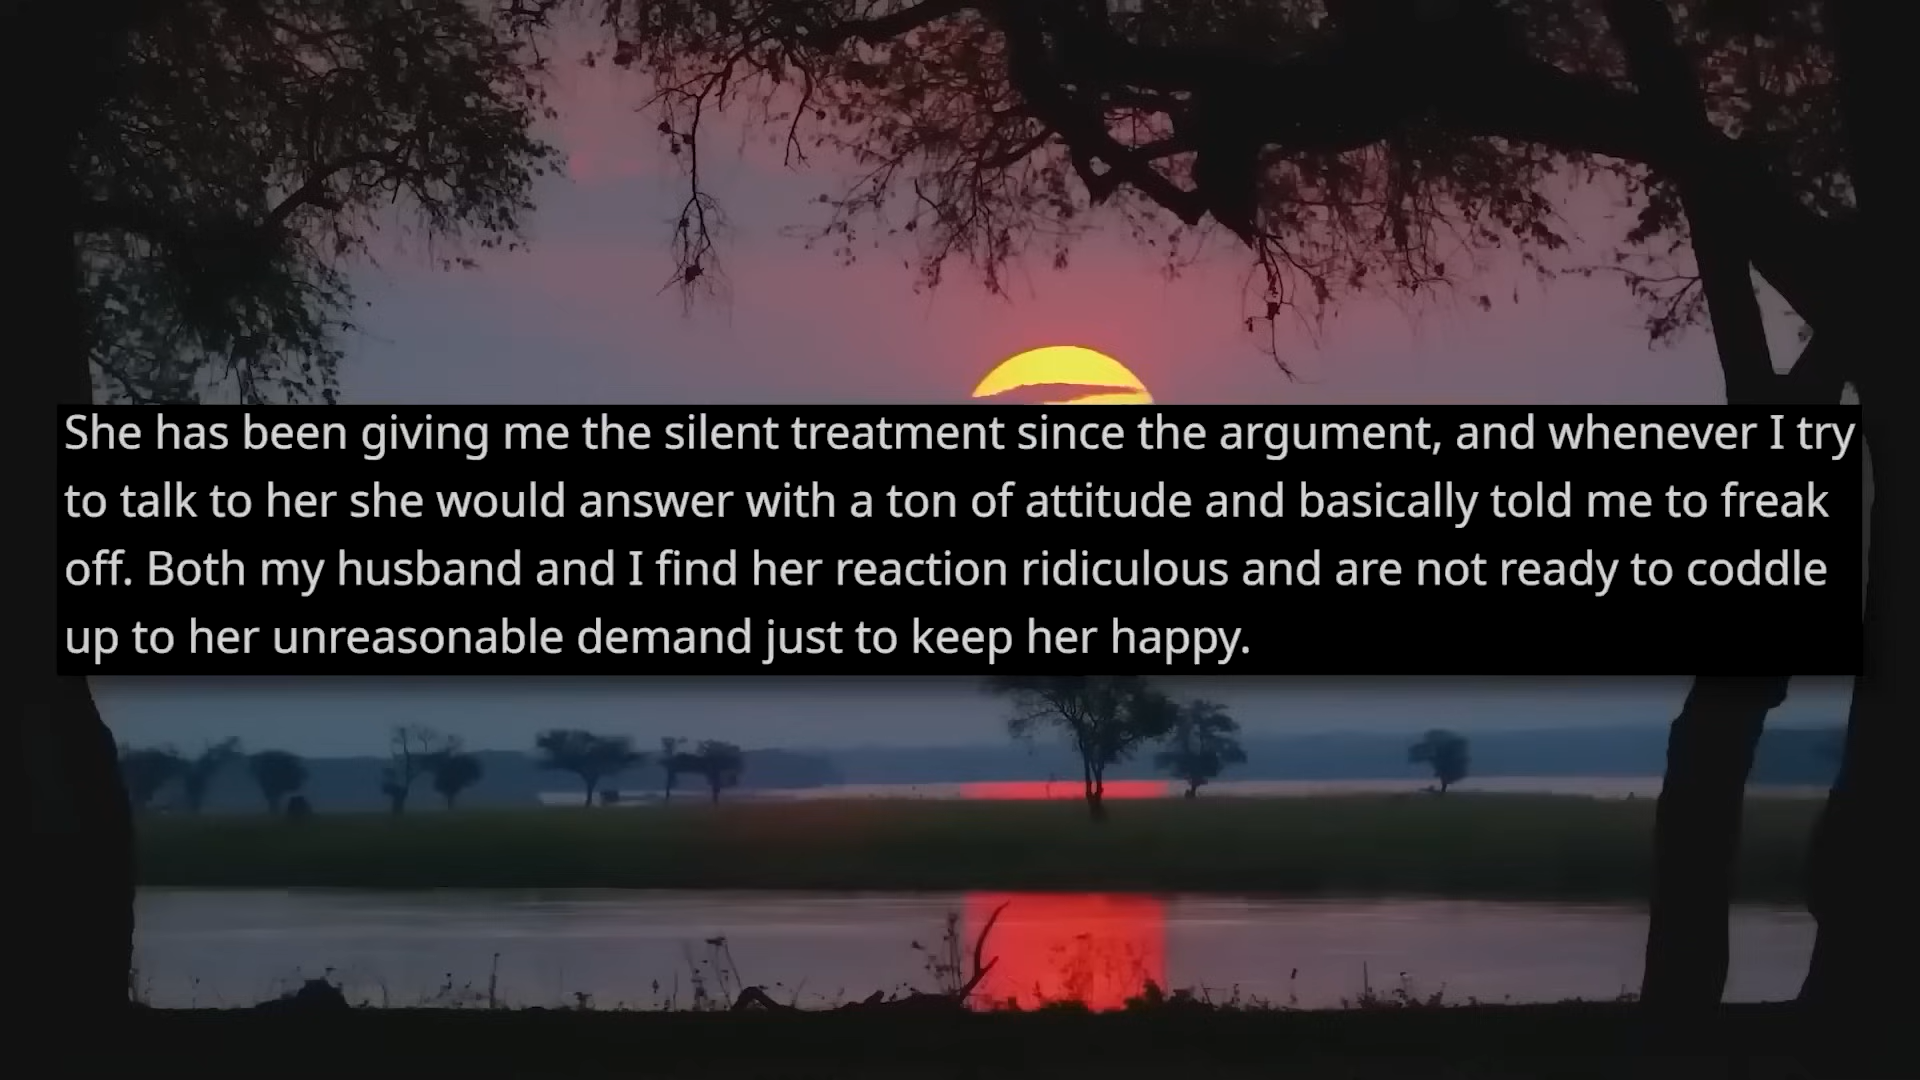 She has been giving me the silent treatment since the argument, and whenever I try
to talk to her she would answer with a ton of attitude and basically told me to freak
off. Both my husband and I find her reaction ridiculous and are not ready to coddle
up to her unreasonable demand just to keep her happy.